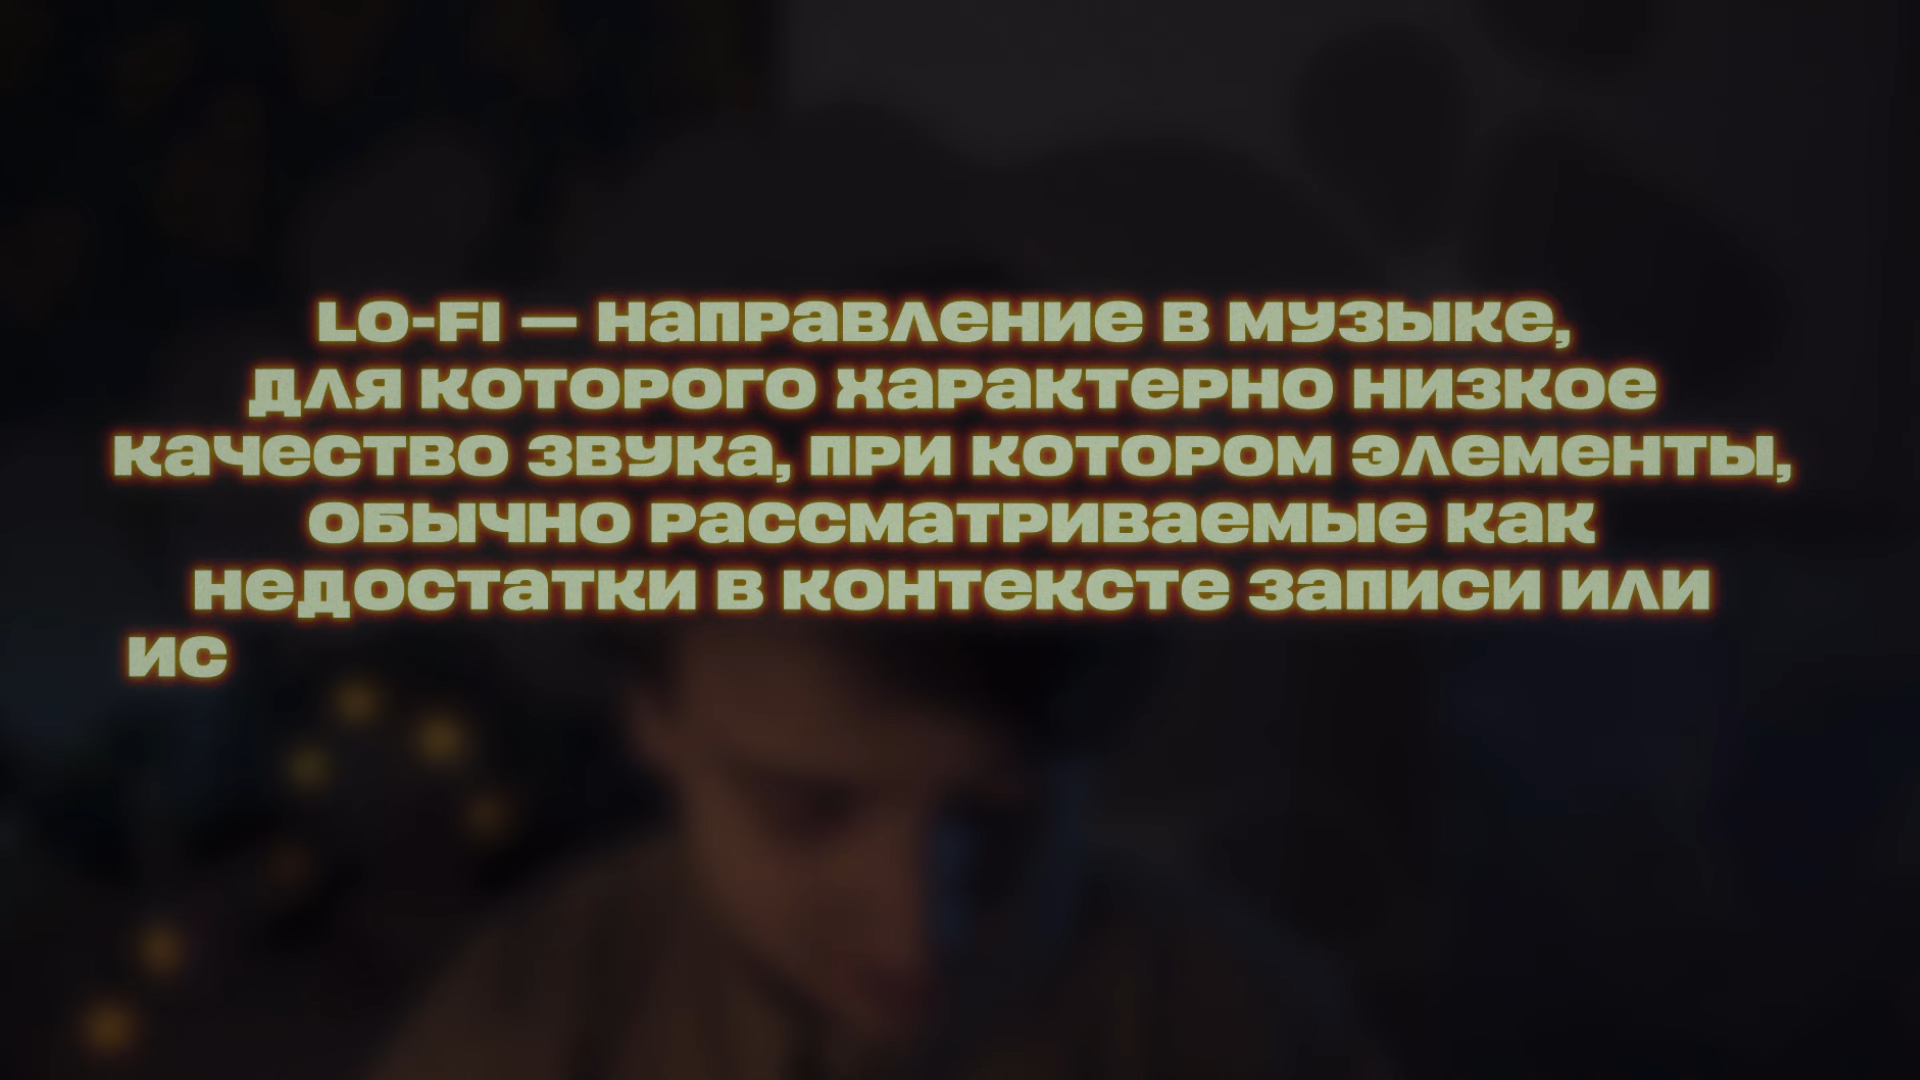 LO-FI — направление в музыке,
для которого характерно низкое
качество звука, при котором элементы,
обычно рассматриваемые как
недостатки в контексте записи или
ис